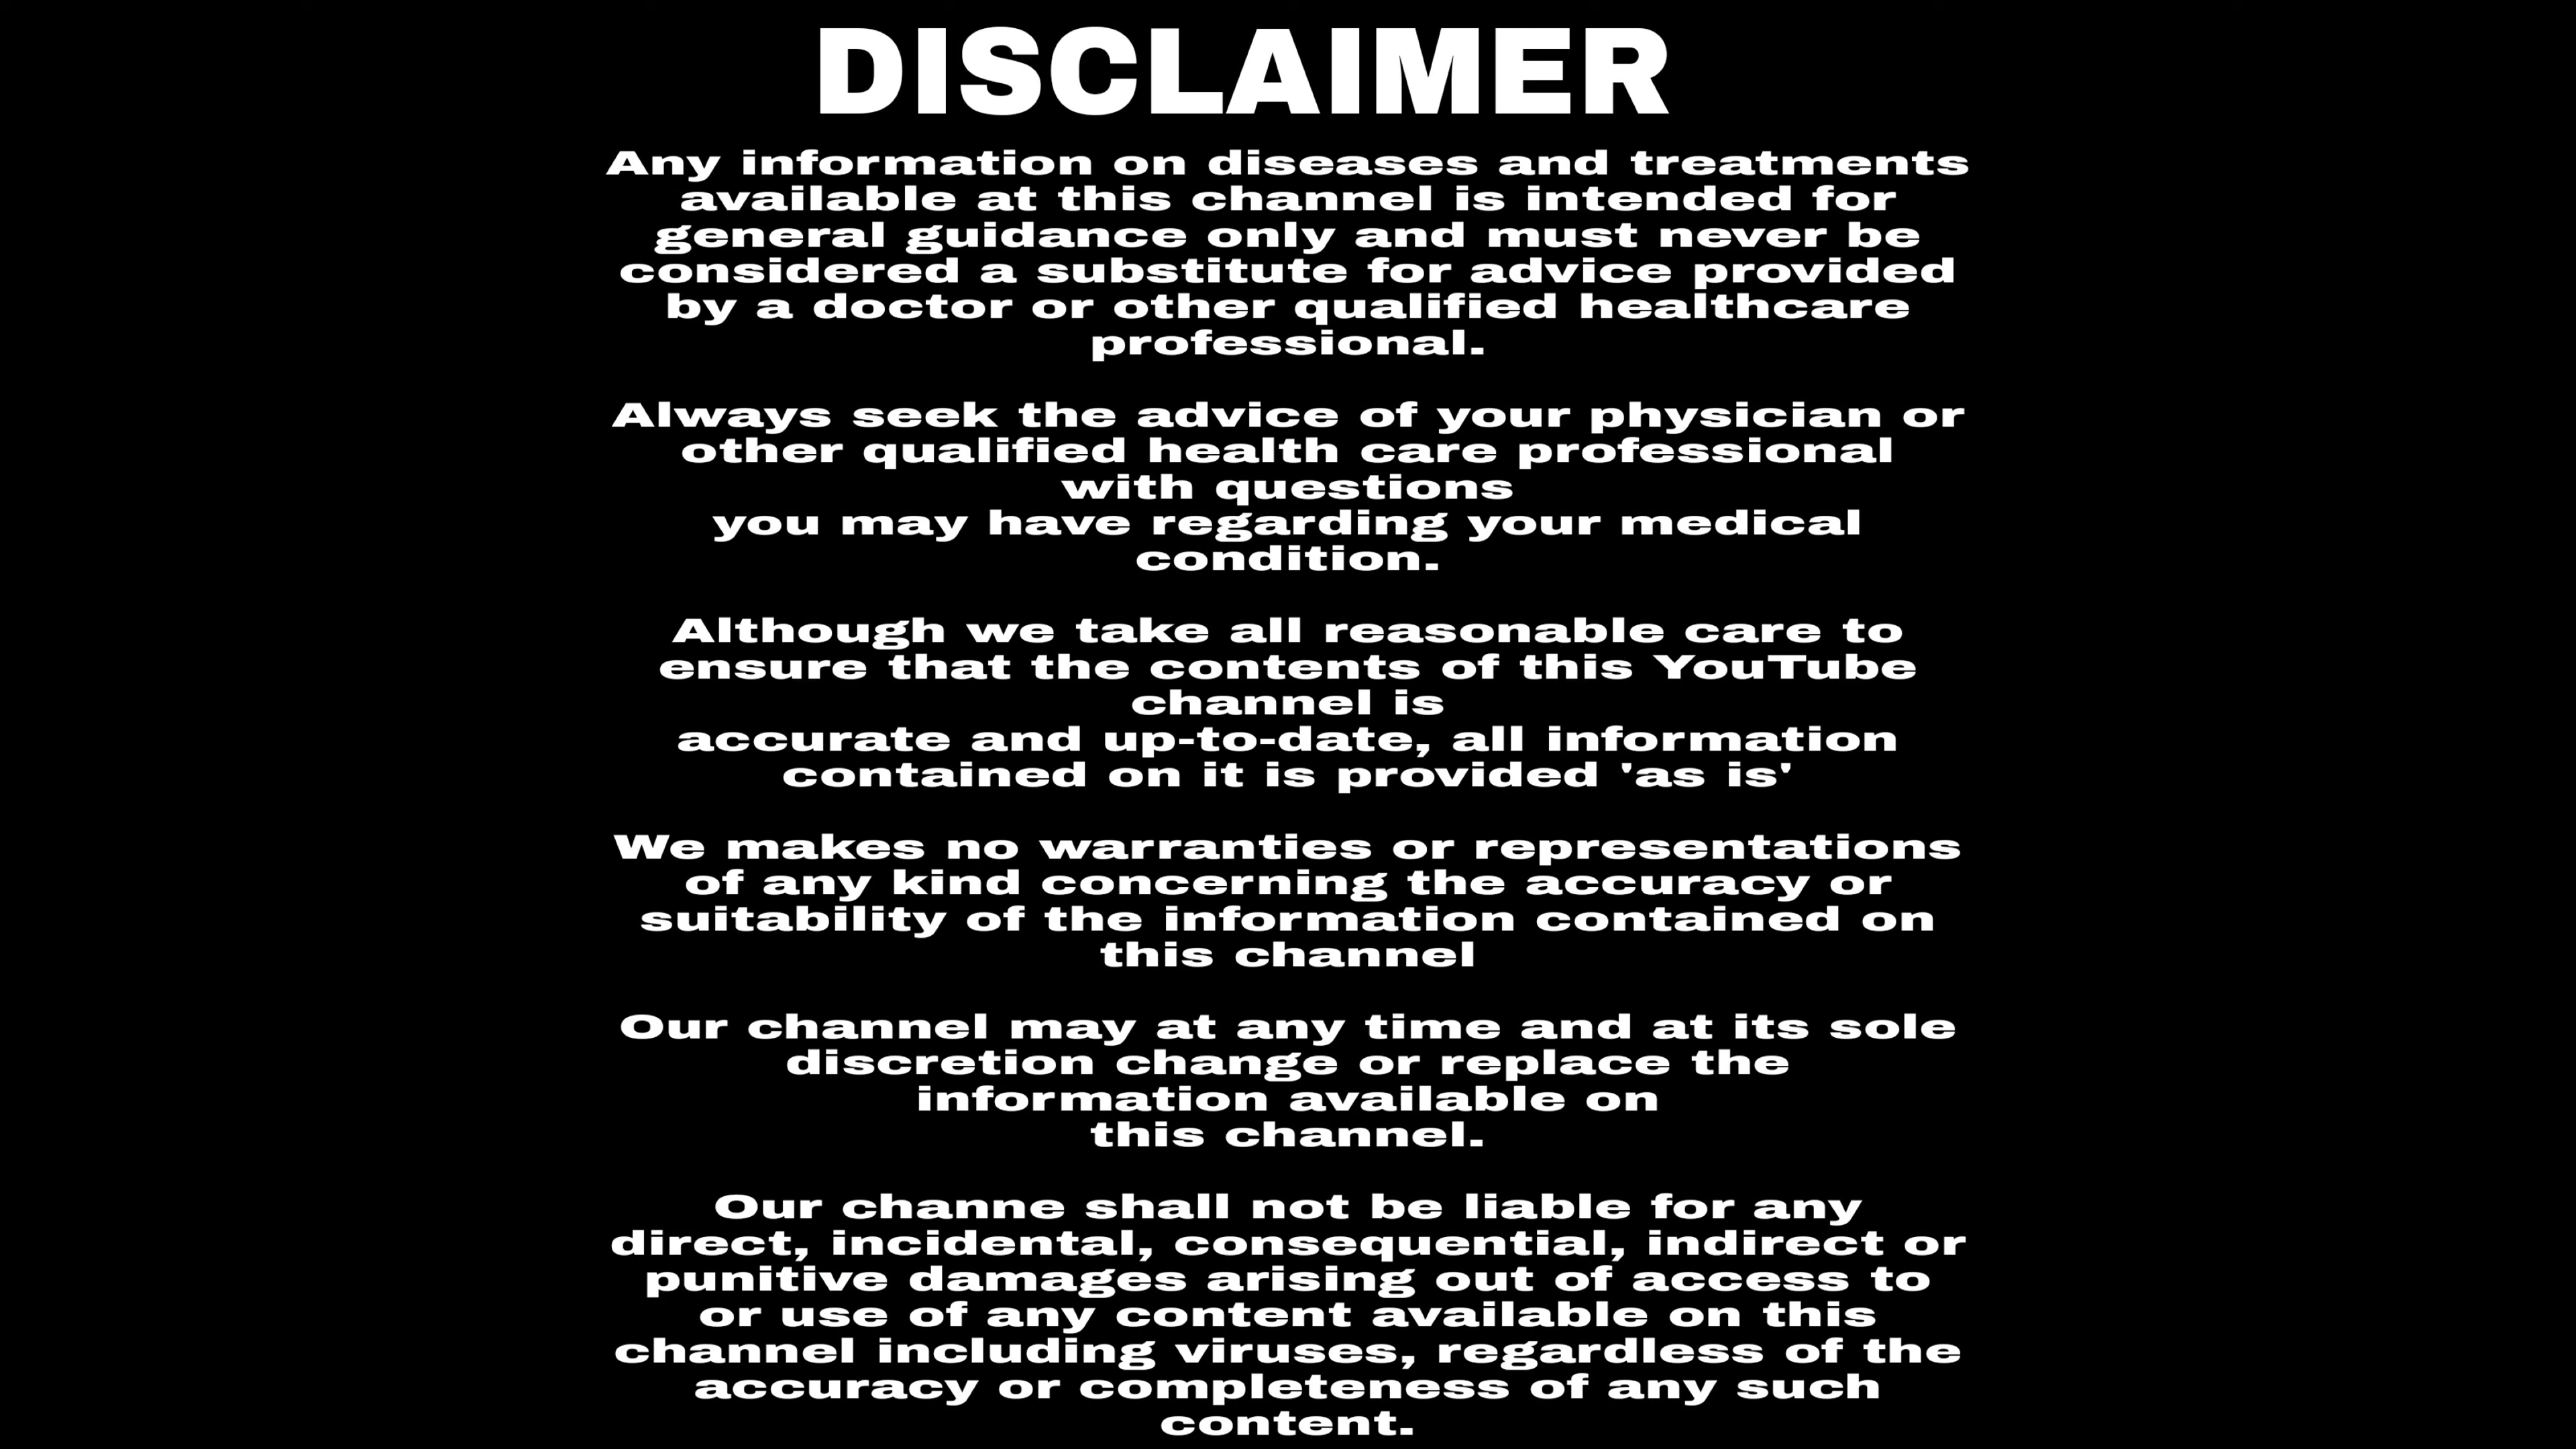 DISCLAIMER
Any information on diseases and treatments
available at this channel is intended for
general guidance only and must never be
considered a substitute for advice provided
by a doctor or other qualified healthcare
professional.
Always seek the advice of your physician or
other qualified health care professional
with questions
you may have regarding your medical
condition.
Although we take all reasonable care to
ensure that the contents of this YouTube
channel is
accurate and up-to-date, all information
contained on it is provided 'as is'
We makes no warranties or representations
of any kind concerning the accuracy or
suitability of the information contained on
this channel
Our channel may at any time and at its sole
discretion change or replace the
information available on
this channel.
Our channe shall not be liable for any
direct, incidental, consequential, indirect or
punitive damages arising out of access to
or use of any content available on this
channel including viruses, regardless of the
accuracy or completeness of any such
content.